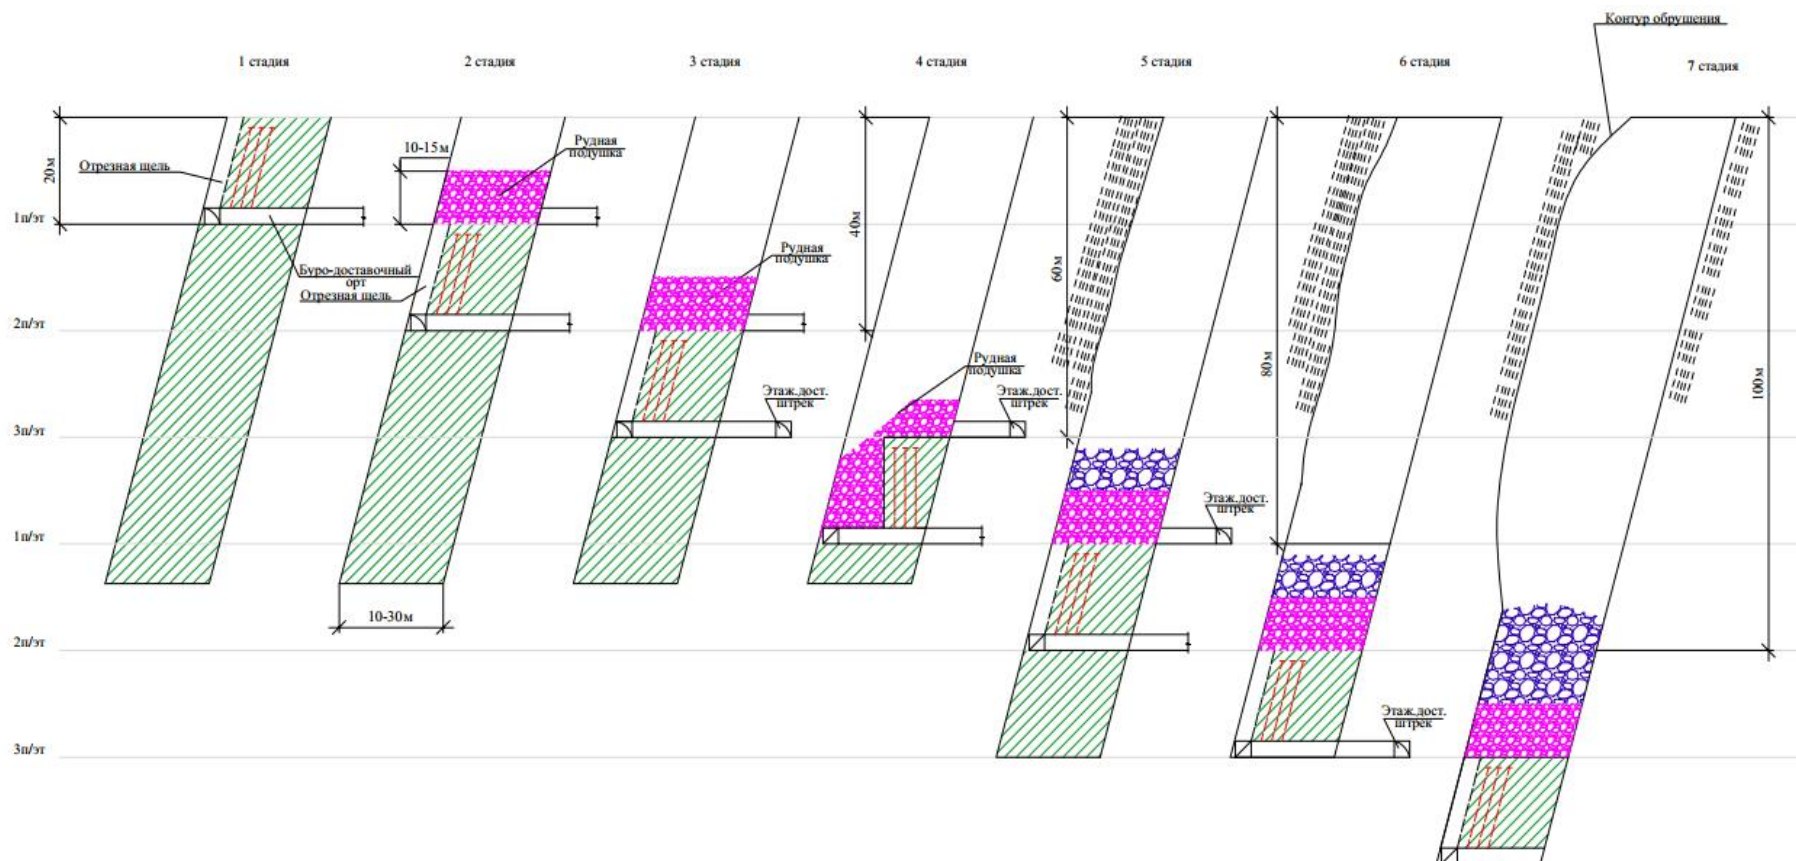 Контур обрушения
1 стадия
2 стадия
3 стадия
4 стадия
5 стадия
6 стадия
7 стадия
20м
Отрезная щель
10-15м
Рудная
подушка
1п/эт
40м
Рудная
подушка
60м
Буро-доставочный
орт
Отрезная щель
2п/эт
80м
Рудная
подушка
100м
Этаж.дост.
штрек
Этаж.дост.
штрек
3п/эт
Этаж.дост.
штрек
1п/эт
10-30м
2п/эт
Этаж.дост.
штрек
3п/эт